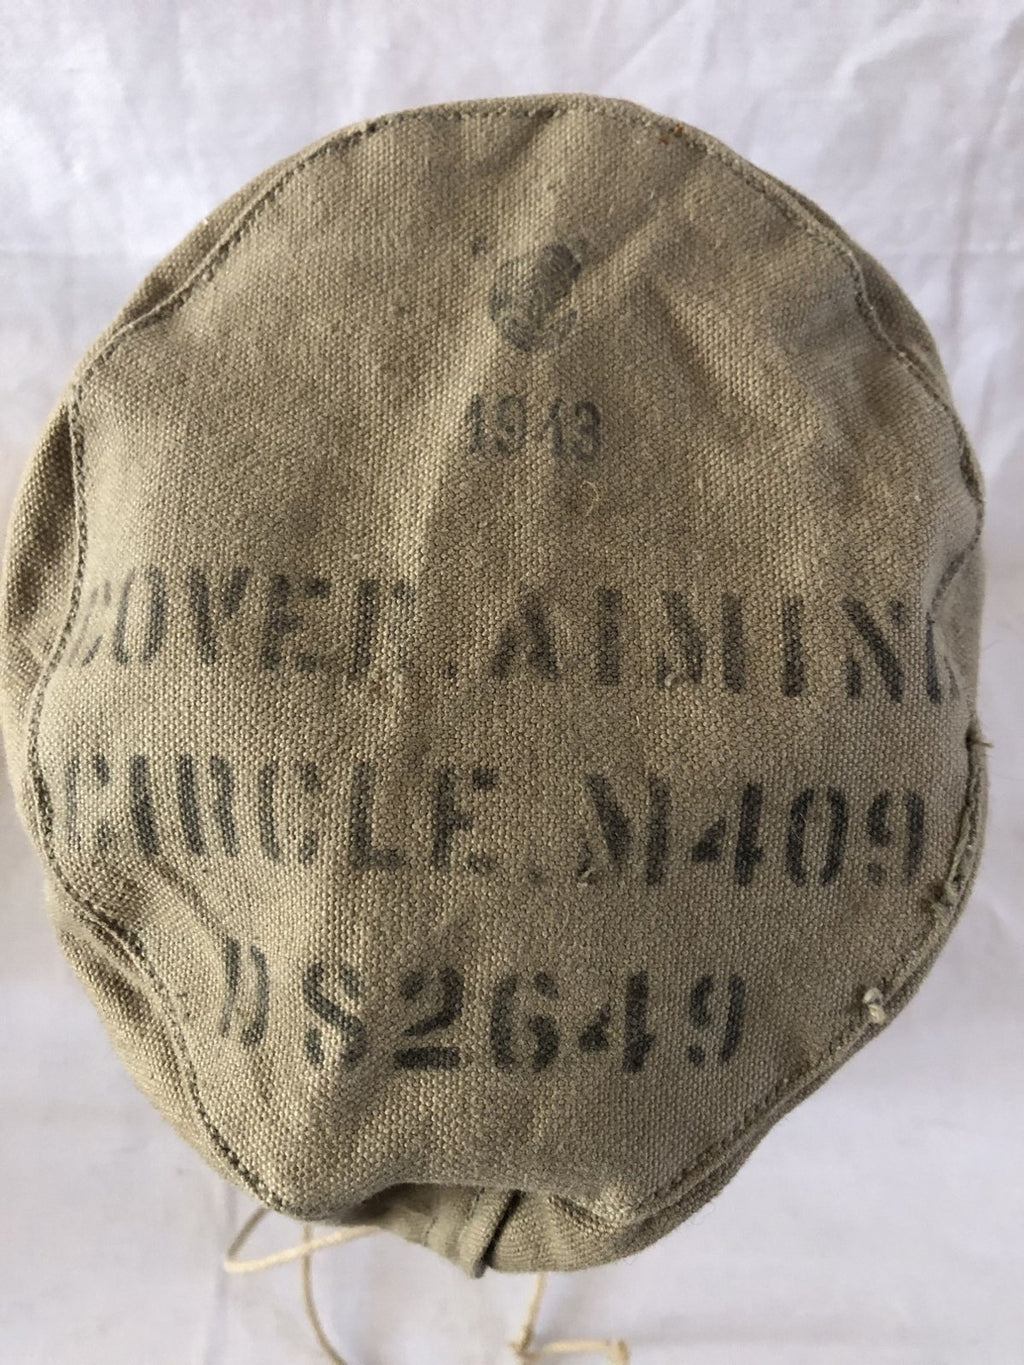 1943
COVER. AIMING
CIRCLE. M409
DS2649